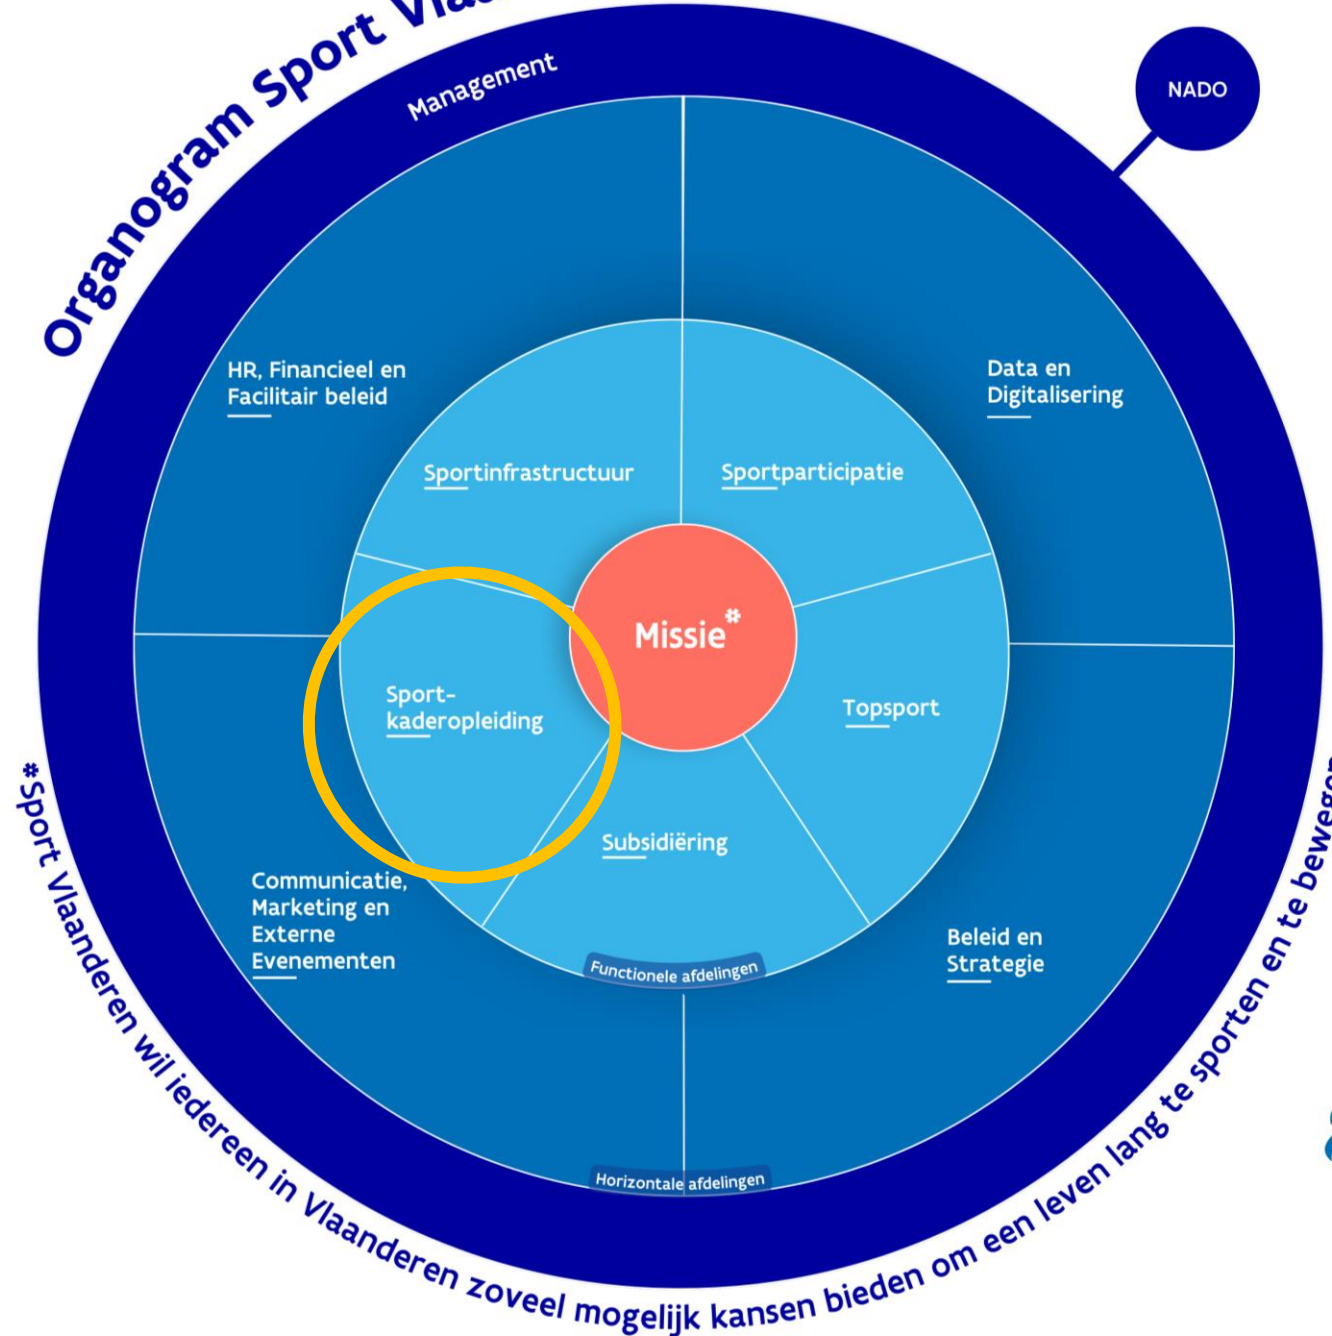 Organogram Sport
Management
NADO
HR, Financieel en
Facilitair beleid
Data en
Digitalisering
Sportinfrastructuur
Sportparticipatie
Missie*
Sport-
kaderopleiding
Topsport
Subsidiëring
Communicatie,
Marketing en
Externe
Evenementen
Beleid en
Strategie
Functionele afdelingen
Horizontale afdelingen
*Sport Vlaanderen wil iedereen in Vlaanderen zoveel mogelijk kansen bieden om een leven lang te sporten en te bewegen